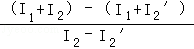 (I₁+I₂) - (I₁+I₂′ )
I₂-I₂′